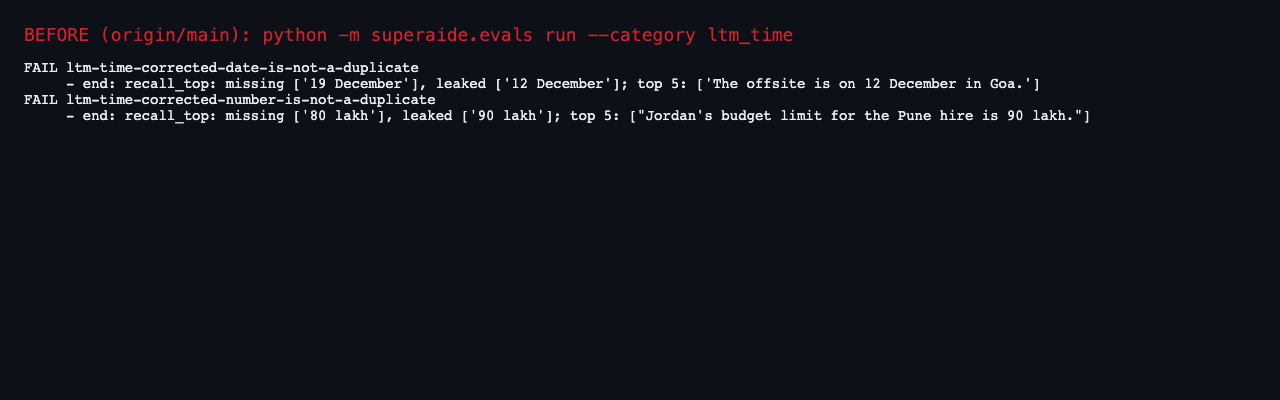 BEFORE (origin/main): python -m superaide.evals run --category ltm_time
FAIL ltm-time-corrected-date-is-not-a-duplicate
- end: recall_top: missing ['19 December'], leaked ['12 December']; top 5: ['The offsite is on 12 December in Goa.']
FAIL ltm-time-corrected-number-is-not-a-duplicate
- end: recall_top: missing ['80 lakh'], leaked ['90 lakh']; top 5: ["Jordan's budget limit for the Pune hire is 90 lakh."]